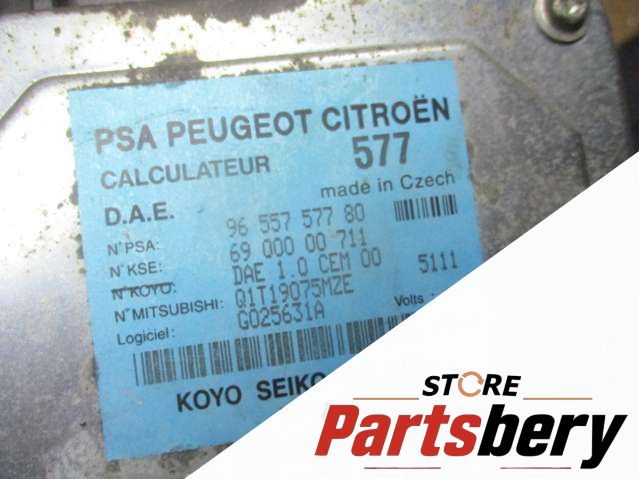 PSA PEUGEOT CITROËN
CALCULATEUR 577
D.A.E. made in Czech
N°PSA: 96 557 577 80
N°KSE: 69 000 00 711
N°KOYO: DAE 1.0 CEM 00 5111
N°MITSUBISHI: Q1T19075MZE
Logiciel: G025631A Volts
KOYO SEIKO
STORE
Partsbery